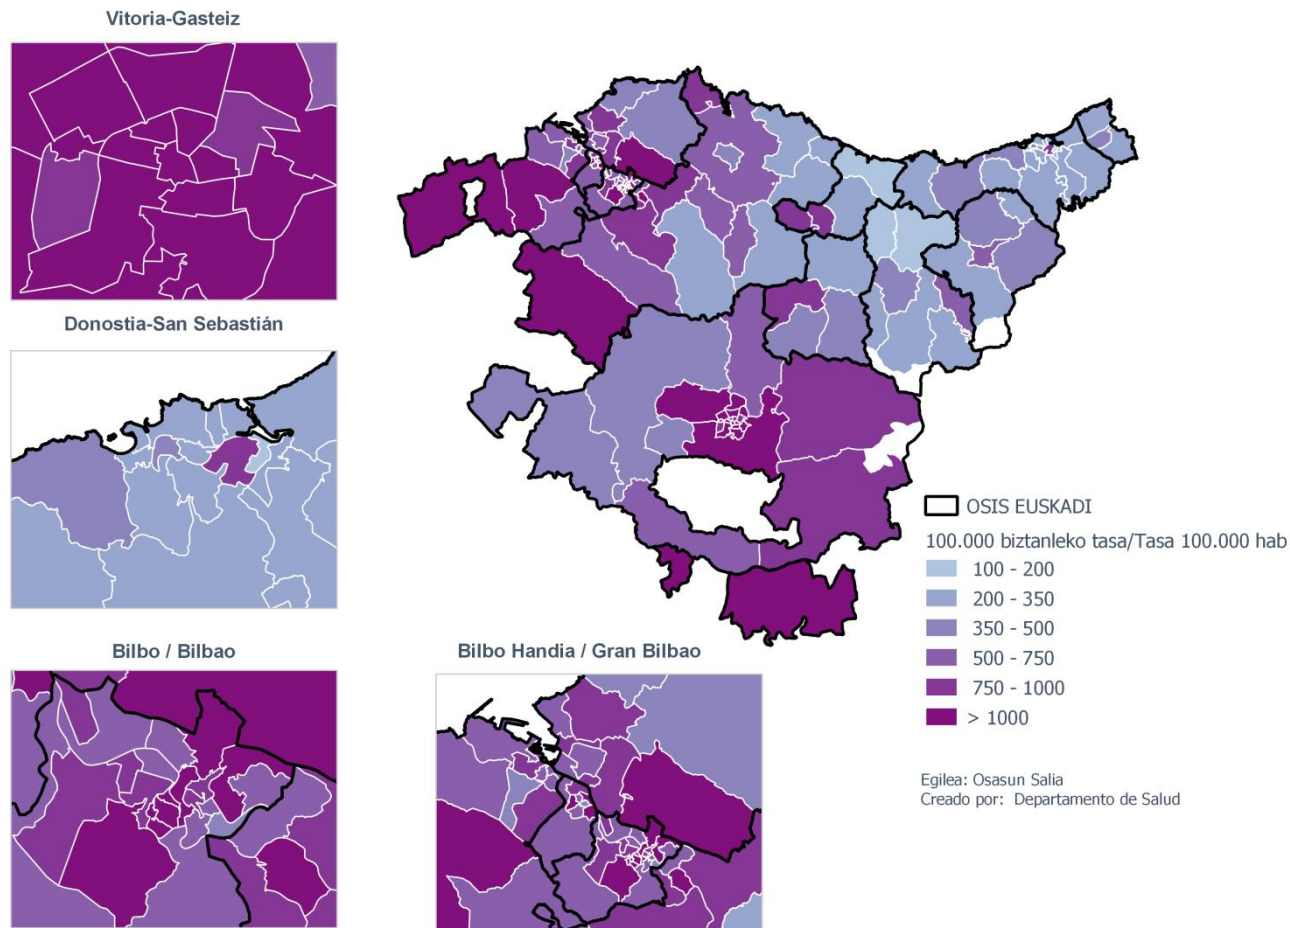 Vitoria-Gasteiz
Donostia-San Sebastián
Bilbo / Bilbao
Bilbo Handia / Gran Bilbao
OSIS EUSKADI
100.000 biztanleko tasa/Tasa 100.000 hab
100 - 200
200 - 350
350 - 500
500 - 750
750 - 1000
> 1000
Egilea: Osasun Salia
Creado por: Departamento de Salud